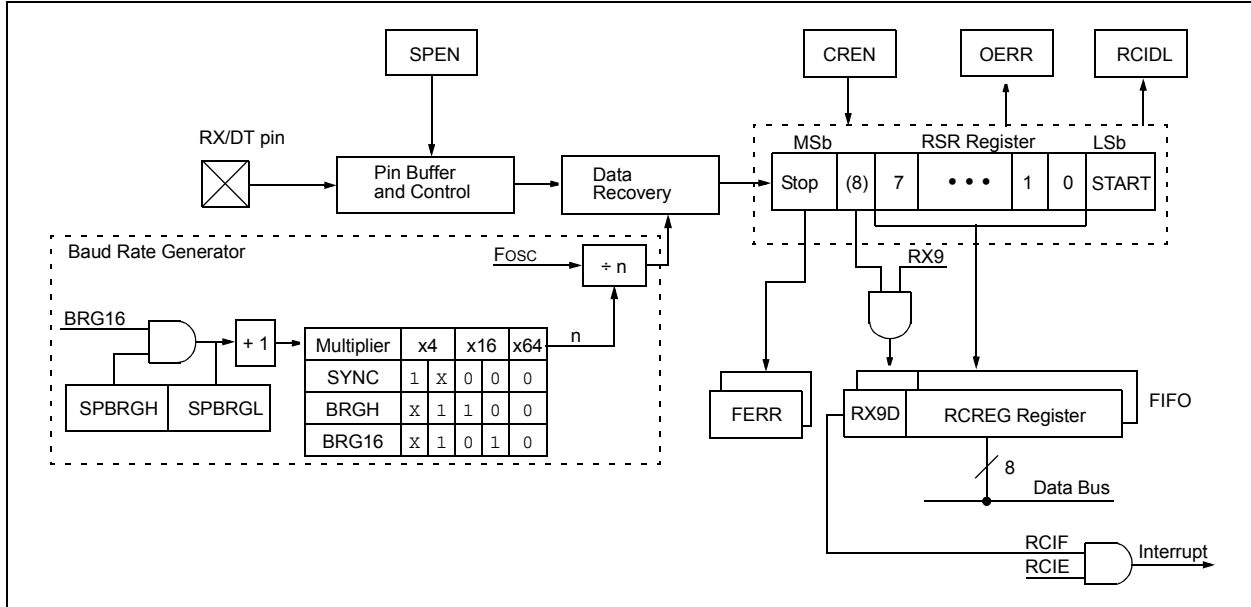 SPEN CREN OERR RCIDL
RX/DT pin
MSb RSR Register LSb
Pin Buffer and Control
Data Recovery
Stop (8) 7 • • • 1 0 START
Baud Rate Generator
FOSC
÷ n
RX9
BRG16
+ 1
n
Multiplier x4 x16 x64
SYNC 1 X 0 0 0
BRGH X 1 1 0 0
BRG16 X 1 0 1 0
SPBRGH SPBRGL
FERR
RX9D RCREG Register
FIFO
8
Data Bus
RCIF
RCIE
Interrupt